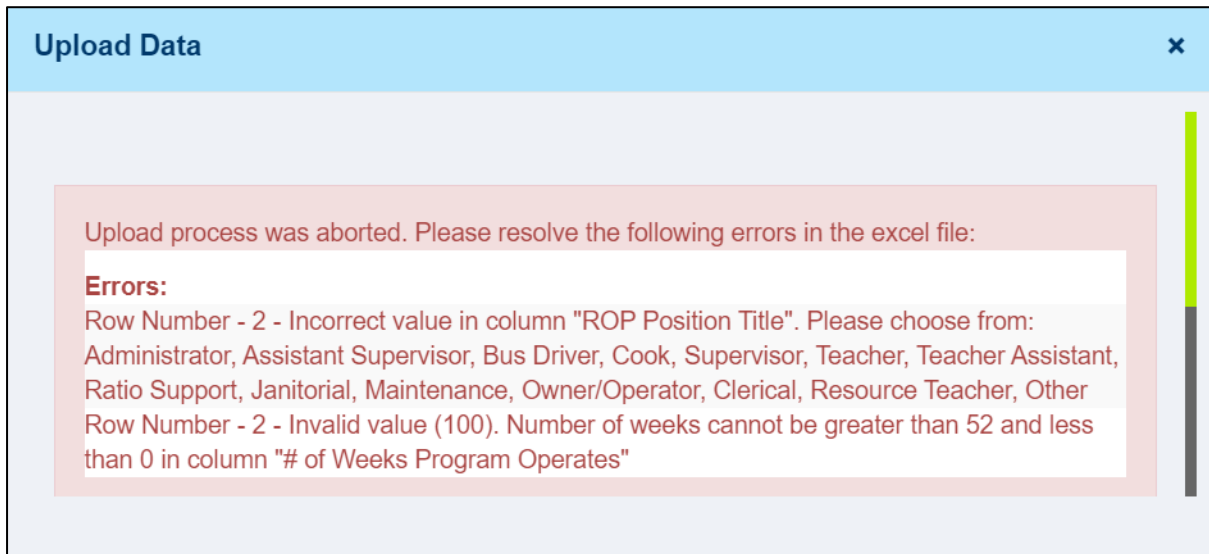 Upload Data ×
Upload process was aborted. Please resolve the following errors in the excel file:
Errors:
Row Number - 2 - Incorrect value in column "ROP Position Title". Please choose from:
Administrator, Assistant Supervisor, Bus Driver, Cook, Supervisor, Teacher, Teacher Assistant,
Ratio Support, Janitorial, Maintenance, Owner/Operator, Clerical, Resource Teacher, Other
Row Number - 2 - Invalid value (100). Number of weeks cannot be greater than 52 and less
than 0 in column "# of Weeks Program Operates"